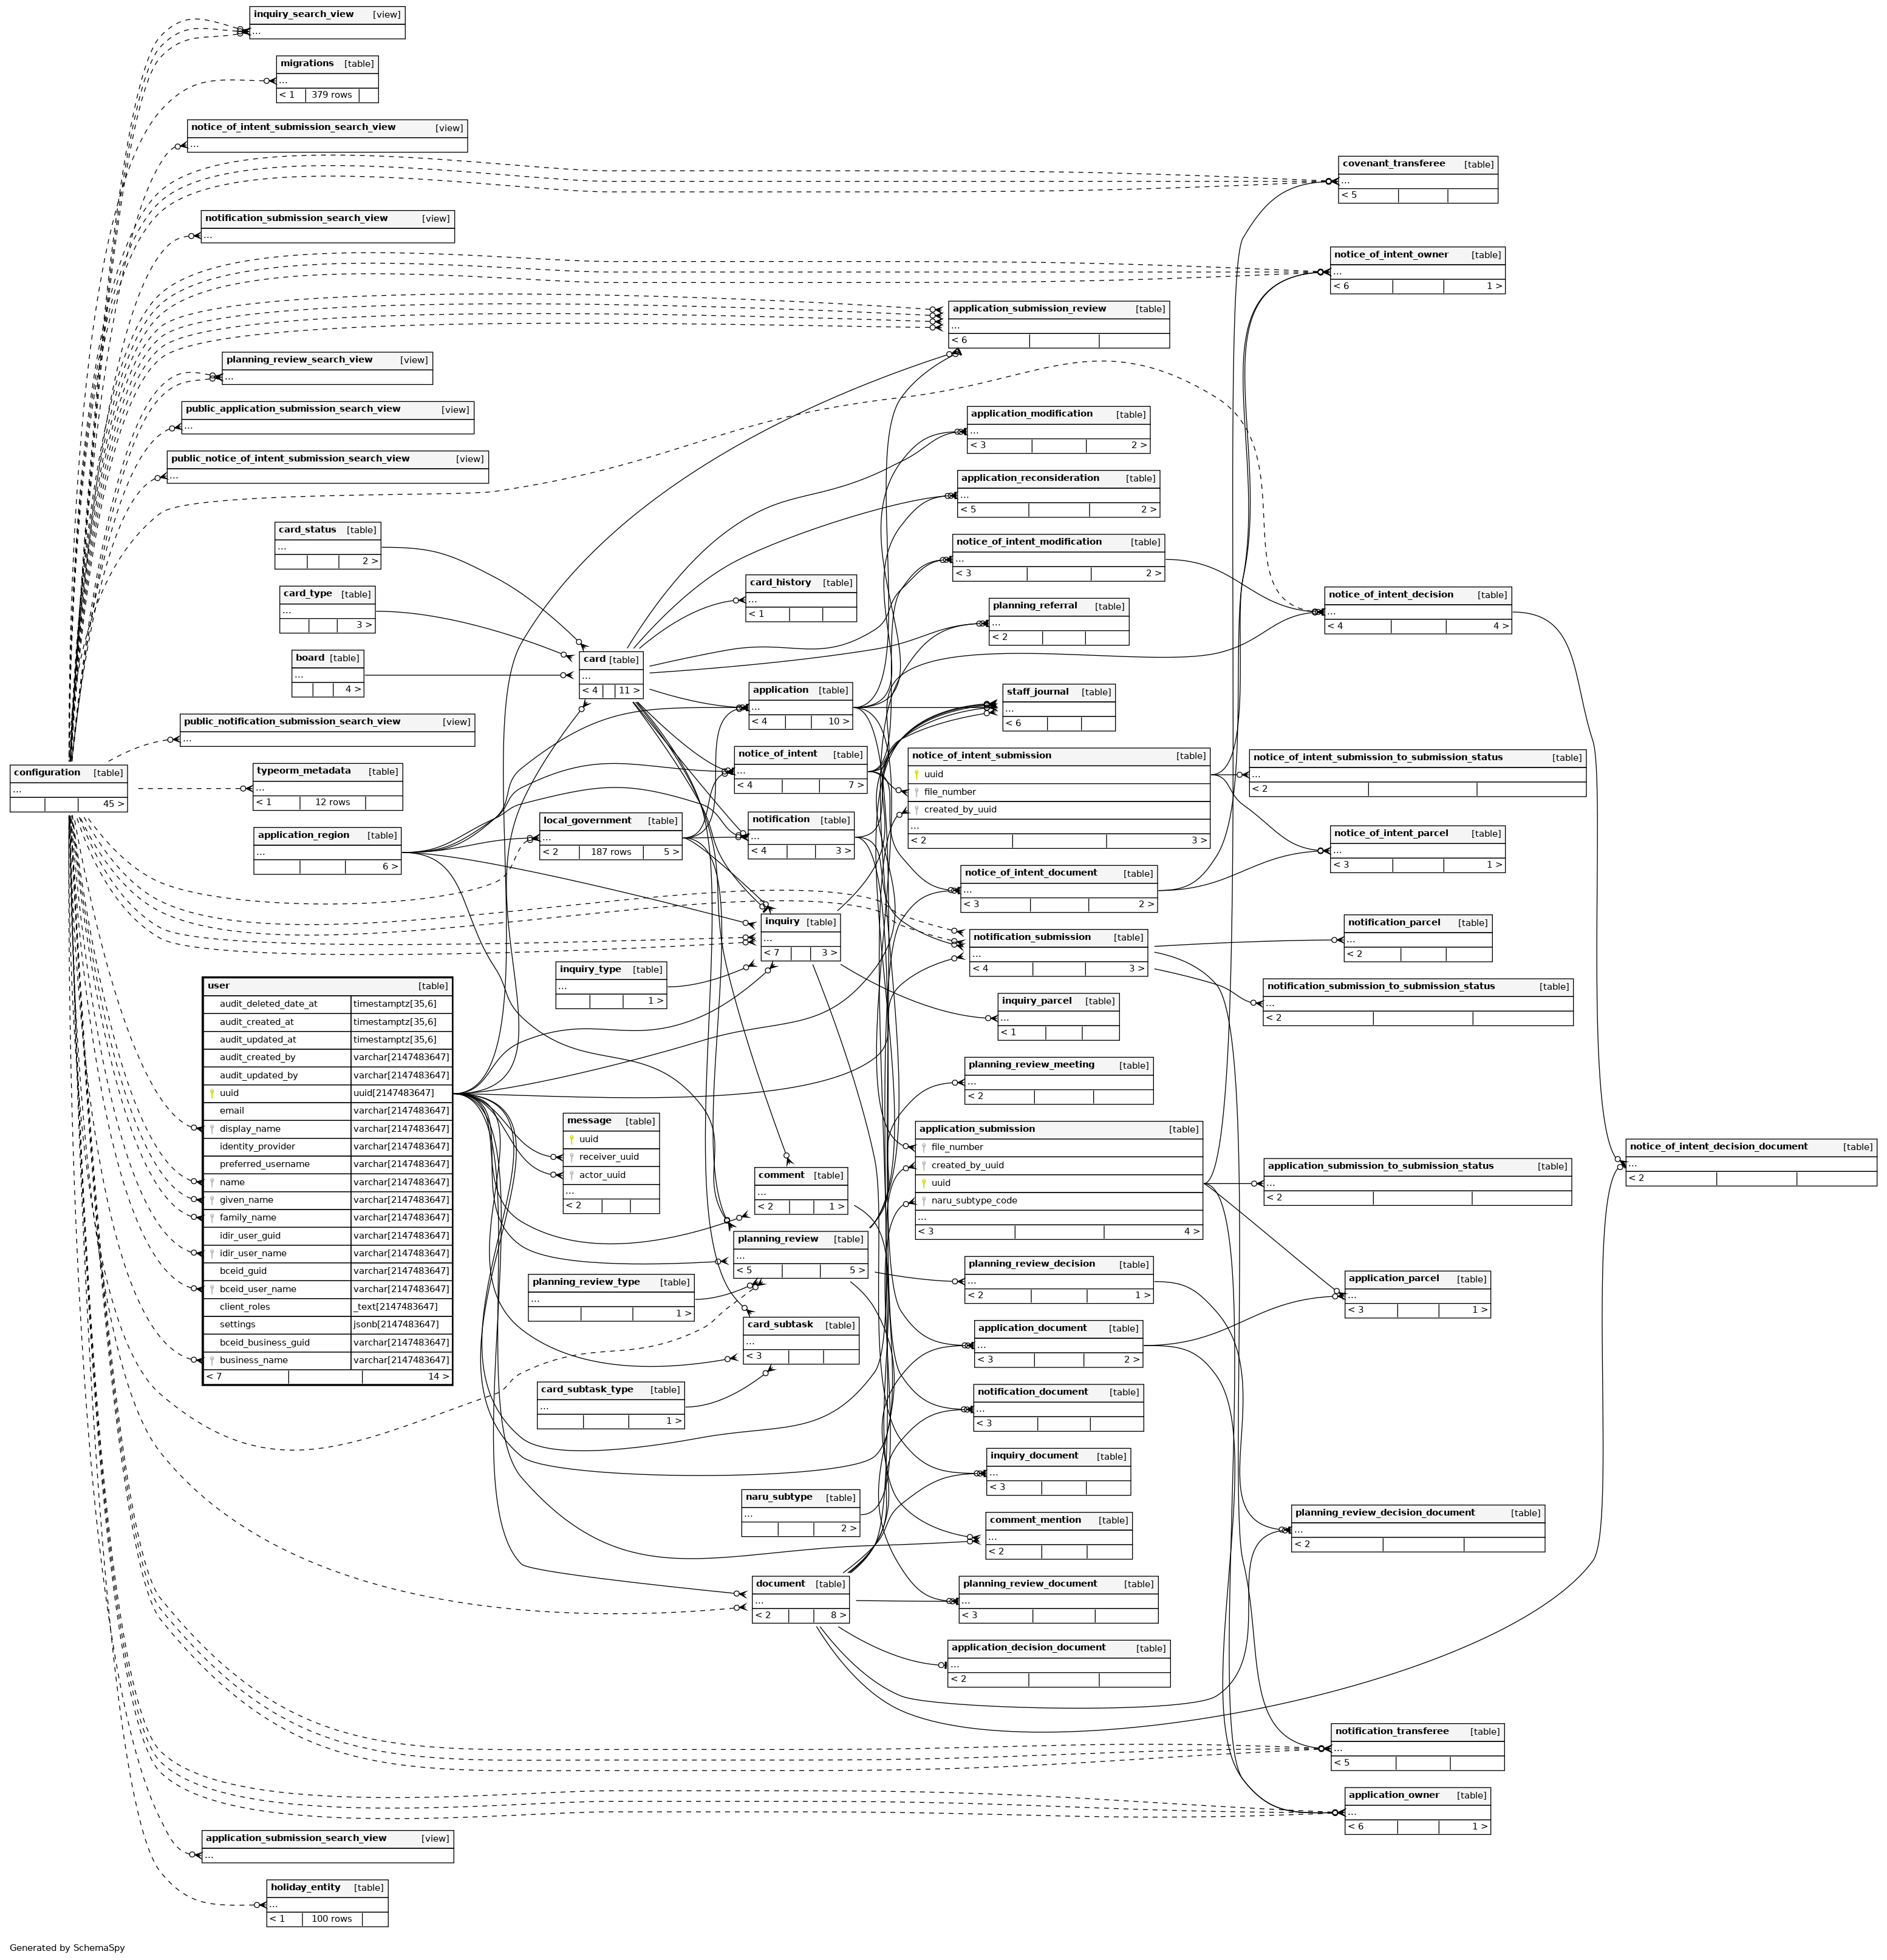 inquiry_search_view [view]
...
migrations [table]
...
< 1 379 rows
notice_of_intent_submission_search_view [view]
...
covenant_transferee [table]
...
< 5
notification_submission_search_view [view]
...
notice_of_intent_owner [table]
...
< 6 1 >
application_submission_review [table]
...
< 6
planning_review_search_view [view]
...
public_application_submission_search_view [view]
...
application_modification [table]
...
< 3 2 >
public_notice_of_intent_submission_search_view [view]
...
application_reconsideration [table]
...
< 5 2 >
card_status [table]
...
2 >
notice_of_intent_modification [table]
...
< 3 2 >
card_type [table]
...
3 >
card_history [table]
...
< 1
notice_of_intent_decision [table]
...
< 4 4 >
planning_referral [table]
...
< 2
board [table]
...
4 >
card [table]
...
< 4 11 >
application [table]
...
< 4 10 >
staff_journal [table]
...
< 6
public_notification_submission_search_view [view]
...
notice_of_intent [table]
...
< 4 7 >
notice_of_intent_submission [table]
uuid
file_number
created_by_uuid
...
< 2 3 >
notice_of_intent_submission_to_submission_status [table]
...
< 2
configuration [table]
...
45 >
typeorm_metadata [table]
...
< 1 12 rows
application_region [table]
...
6 >
local_government [table]
...
< 2 187 rows 5 >
notification [table]
...
< 4 3 >
notice_of_intent_parcel [table]
...
< 3 1 >
notice_of_intent_document [table]
...
< 3 2 >
inquiry [table]
...
< 7 3 >
notification_submission [table]
...
< 4 3 >
notification_parcel [table]
...
< 2
inquiry_type [table]
...
1 >
notification_submission_to_submission_status [table]
...
< 2
user [table]
audit_deleted_date_at timestamptz[35,6]
audit_created_at timestamptz[35,6]
audit_updated_at timestamptz[35,6]
audit_created_by varchar[2147483647]
audit_updated_by varchar[2147483647]
uuid uuid[2147483647]
email varchar[2147483647]
display_name varchar[2147483647]
identity_provider varchar[2147483647]
preferred_username varchar[2147483647]
name varchar[2147483647]
given_name varchar[2147483647]
family_name varchar[2147483647]
idir_user_guid varchar[2147483647]
idir_user_name varchar[2147483647]
bceid_guid varchar[2147483647]
bceid_user_name varchar[2147483647]
client_roles _text[2147483647]
settings jsonb[2147483647]
bceid_business_guid varchar[2147483647]
business_name varchar[2147483647]
< 7 14 >
inquiry_parcel [table]
...
< 1
planning_review_meeting [table]
...
< 2
message [table]
uuid
receiver_uuid
actor_uuid
...
< 2
application_submission [table]
file_number
created_by_uuid
uuid
naru_subtype_code
...
< 3 4 >
notice_of_intent_decision_document [table]
...
< 2
comment [table]
...
< 2 1 >
application_submission_to_submission_status [table]
...
< 2
planning_review [table]
...
< 5 5 >
planning_review_decision [table]
...
< 2 1 >
planning_review_type [table]
...
1 >
application_parcel [table]
...
< 3 1 >
card_subtask [table]
...
< 3
application_document [table]
...
< 3 2 >
card_subtask_type [table]
...
1 >
notification_document [table]
...
< 3
inquiry_document [table]
...
< 3
naru_subtype [table]
...
2 >
comment_mention [table]
...
< 2
planning_review_decision_document [table]
...
< 2
document [table]
...
< 2 8 >
planning_review_document [table]
...
< 3
application_decision_document [table]
...
< 2
notification_transferee [table]
...
< 5
application_owner [table]
...
< 6 1 >
application_submission_search_view [view]
...
holiday_entity [table]
...
< 1 100 rows
Generated by SchemaSpy